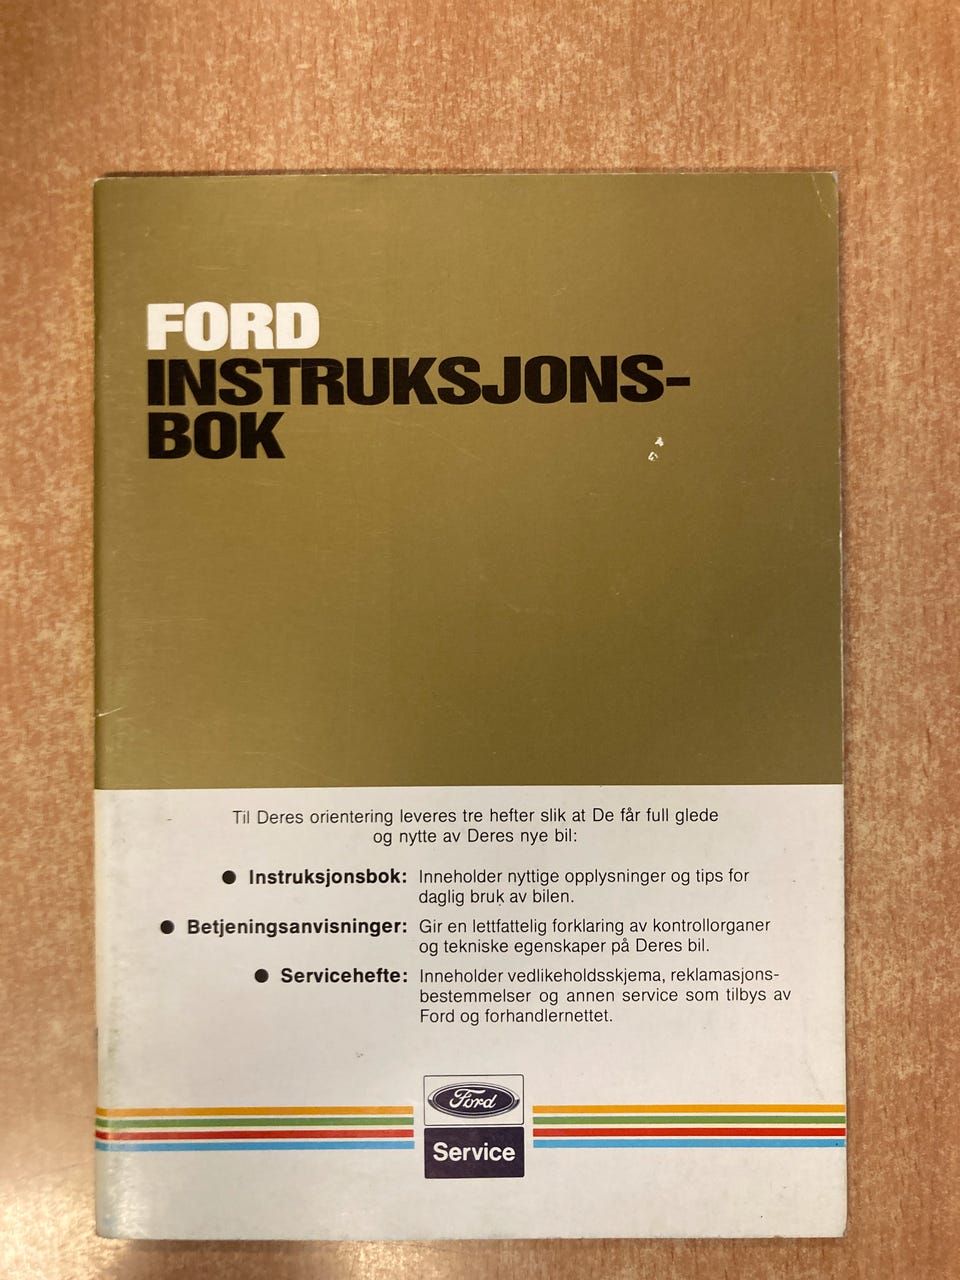 FORD
INSTRUKSJONS-
BOK
Til Deres orientering leveres tre hefter slik at De får full glede
og nytte av Deres nye bil:
● Instruksjonsbok: Inneholder nyttige opplysninger og tips for
daglig bruk av bilen.
● Betjeningsanvisninger: Gir en lettfattelig forklaring av kontrollorganer
og tekniske egenskaper på Deres bil.
● Servicehefte: Inneholder vedlikeholdsskjema, reklamasjons-
bestemmelser og annen service som tilbys av
Ford og forhandlernettet.
Ford
Service